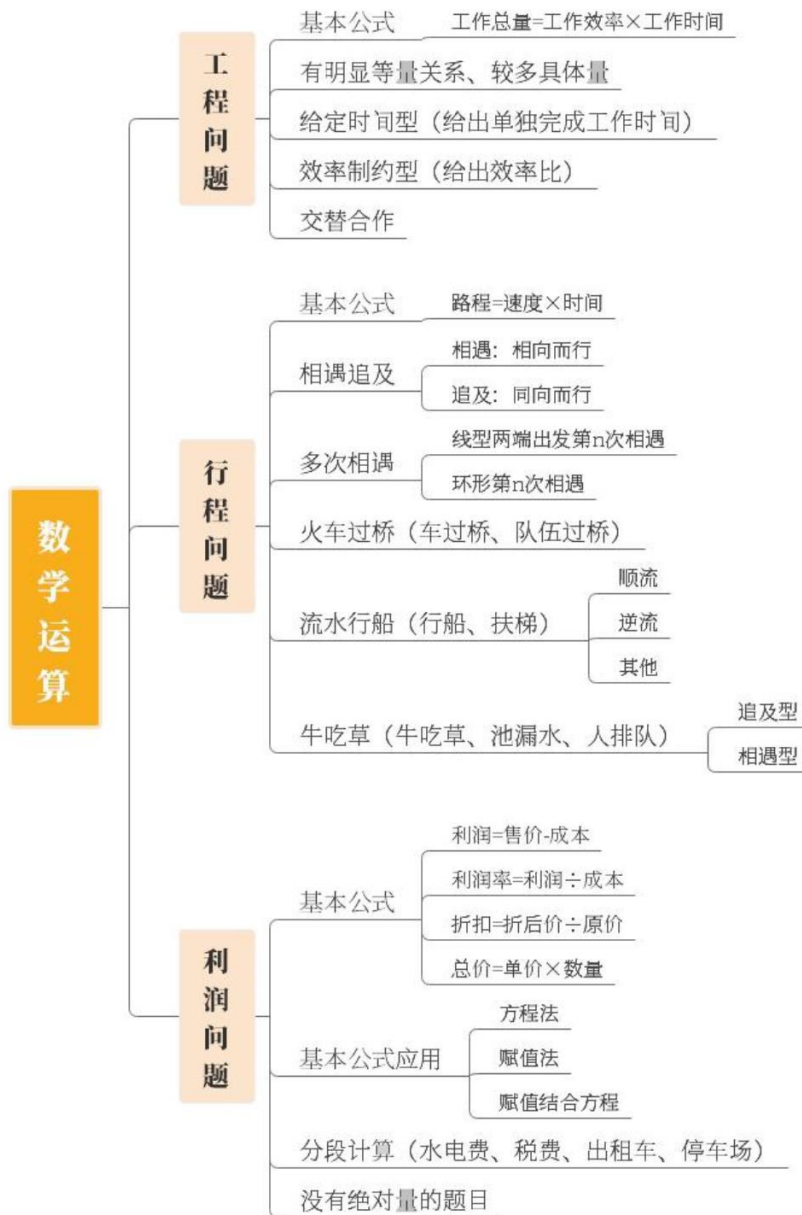 数学运算
工程问题
基本公式
工作总量=工作效率×工作时间
有明显等量关系、较多具体量
给定时间型（给出单独完成工作时间）
效率制约型（给出效率比）
交替合作
行程问题
基本公式
路程=速度×时间
相遇追及
相遇：相向而行
追及：同向而行
多次相遇
线型两端出发第n次相遇
环形第n次相遇
火车过桥（车过桥、队伍过桥）
流水行船（行船、扶梯）
顺流
逆流
其他
牛吃草（牛吃草、池漏水、人排队）
追及型
相遇型
利润问题
基本公式
利润=售价-成本
利润率=利润÷成本
折扣=折后价÷原价
总价=单价×数量
基本公式应用
方程法
赋值法
赋值结合方程
分段计算（水电费、税费、出租车、停车场）
没有绝对量的题目